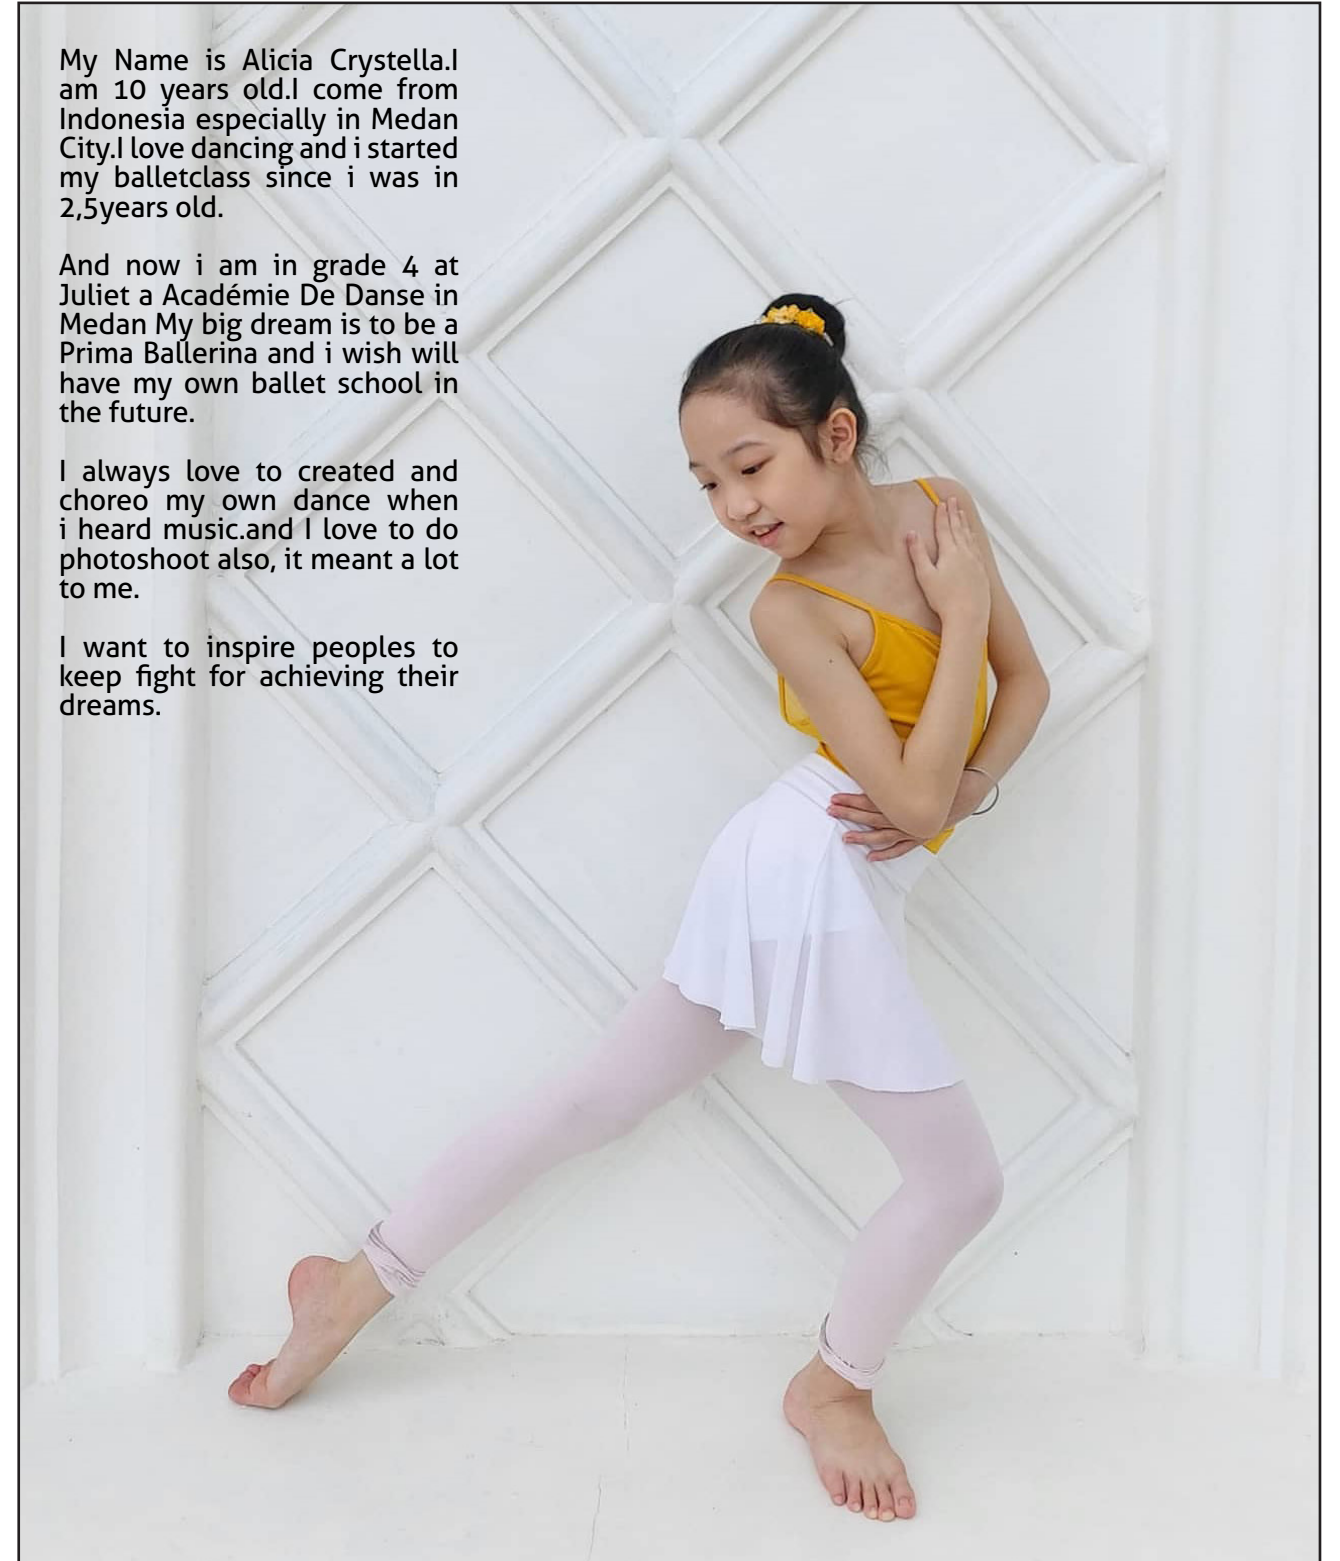 My Name is Alicia Crystella.I
am 10 years old.I come from
Indonesia especially in Medan
City.I love dancing and i started
my balletclass since i was in
2,5years old.
And now i am in grade 4 at
Juliet a Académie De Danse in
Medan My big dream is to be a
Prima Ballerina and i wish will
have my own ballet school in
the future.
I always love to created and
choreo my own dance when
i heard music.and I love to do
photoshoot also, it meant a lot
to me.
I want to inspire peoples to
keep fight for achieving their
dreams.